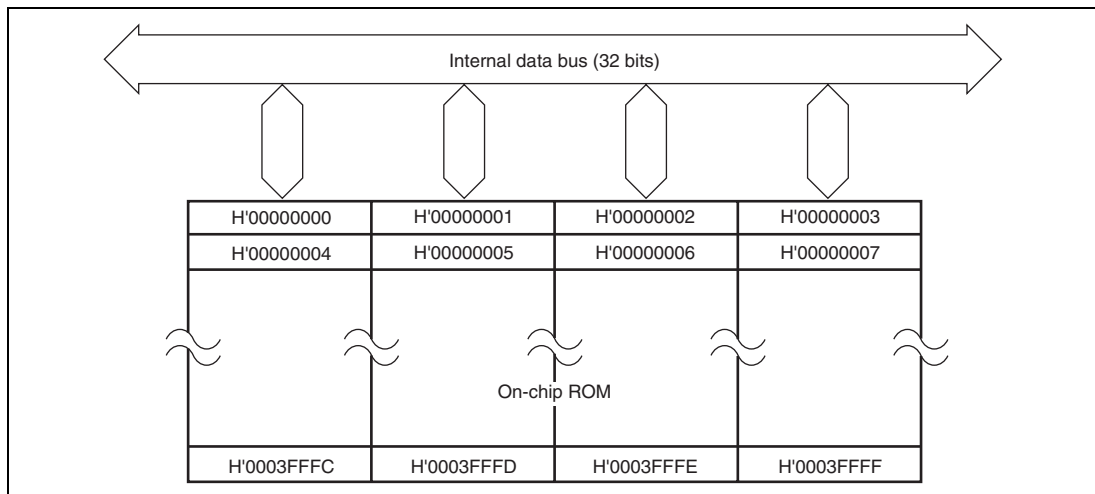 Internal data bus (32 bits)
H'00000000 H'00000001 H'00000002 H'00000003
H'00000004 H'00000005 H'00000006 H'00000007
On-chip ROM
H'0003FFFC H'0003FFFD H'0003FFFE H'0003FFFF